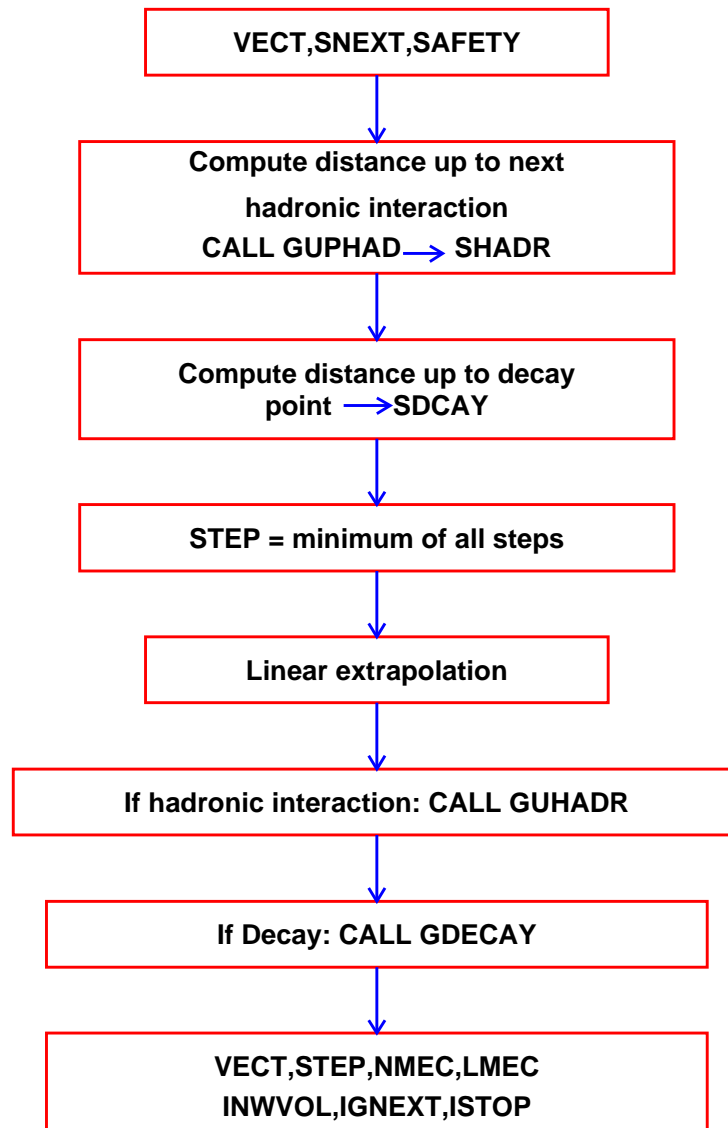 VECT,SNEXT,SAFETY
Compute distance up to next
hadronic interaction
CALL GUPHAD → SHADR
Compute distance up to decay
point → SDCAY
STEP = minimum of all steps
Linear extrapolation
If hadronic interaction: CALL GUHADR
If Decay: CALL GDECAY
VECT,STEP,NMEC,LMEC
INWVOL,IGNEXT,ISTOP